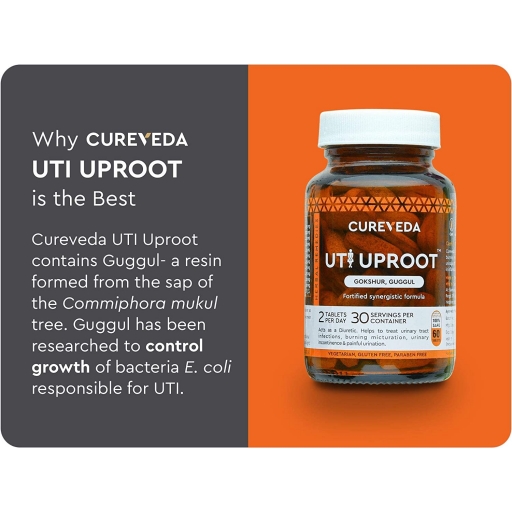 Why CUREVEDA
UTI UPROOT
is the Best
Cureveda UTI Uproot
contains Guggul- a resin
formed from the sap of
the Commiphora mukul
tree. Guggul has been
researched to control
growth of bacteria E. coli
responsible for UTI.
CUREVEDA
UTI UPROOT™
GOKSHUR, GUGGUL
Fortified synergistic formula
2 TABLETS PER DAY 30 SERVINGS PER CONTAINER
Acts as a Diuretic. Helps to treat urinary tract
infections, burning micturation, urinary
incontinence & painful urination.
VEGETARIAN, GLUTEN FREE, PARABEN FREE
60